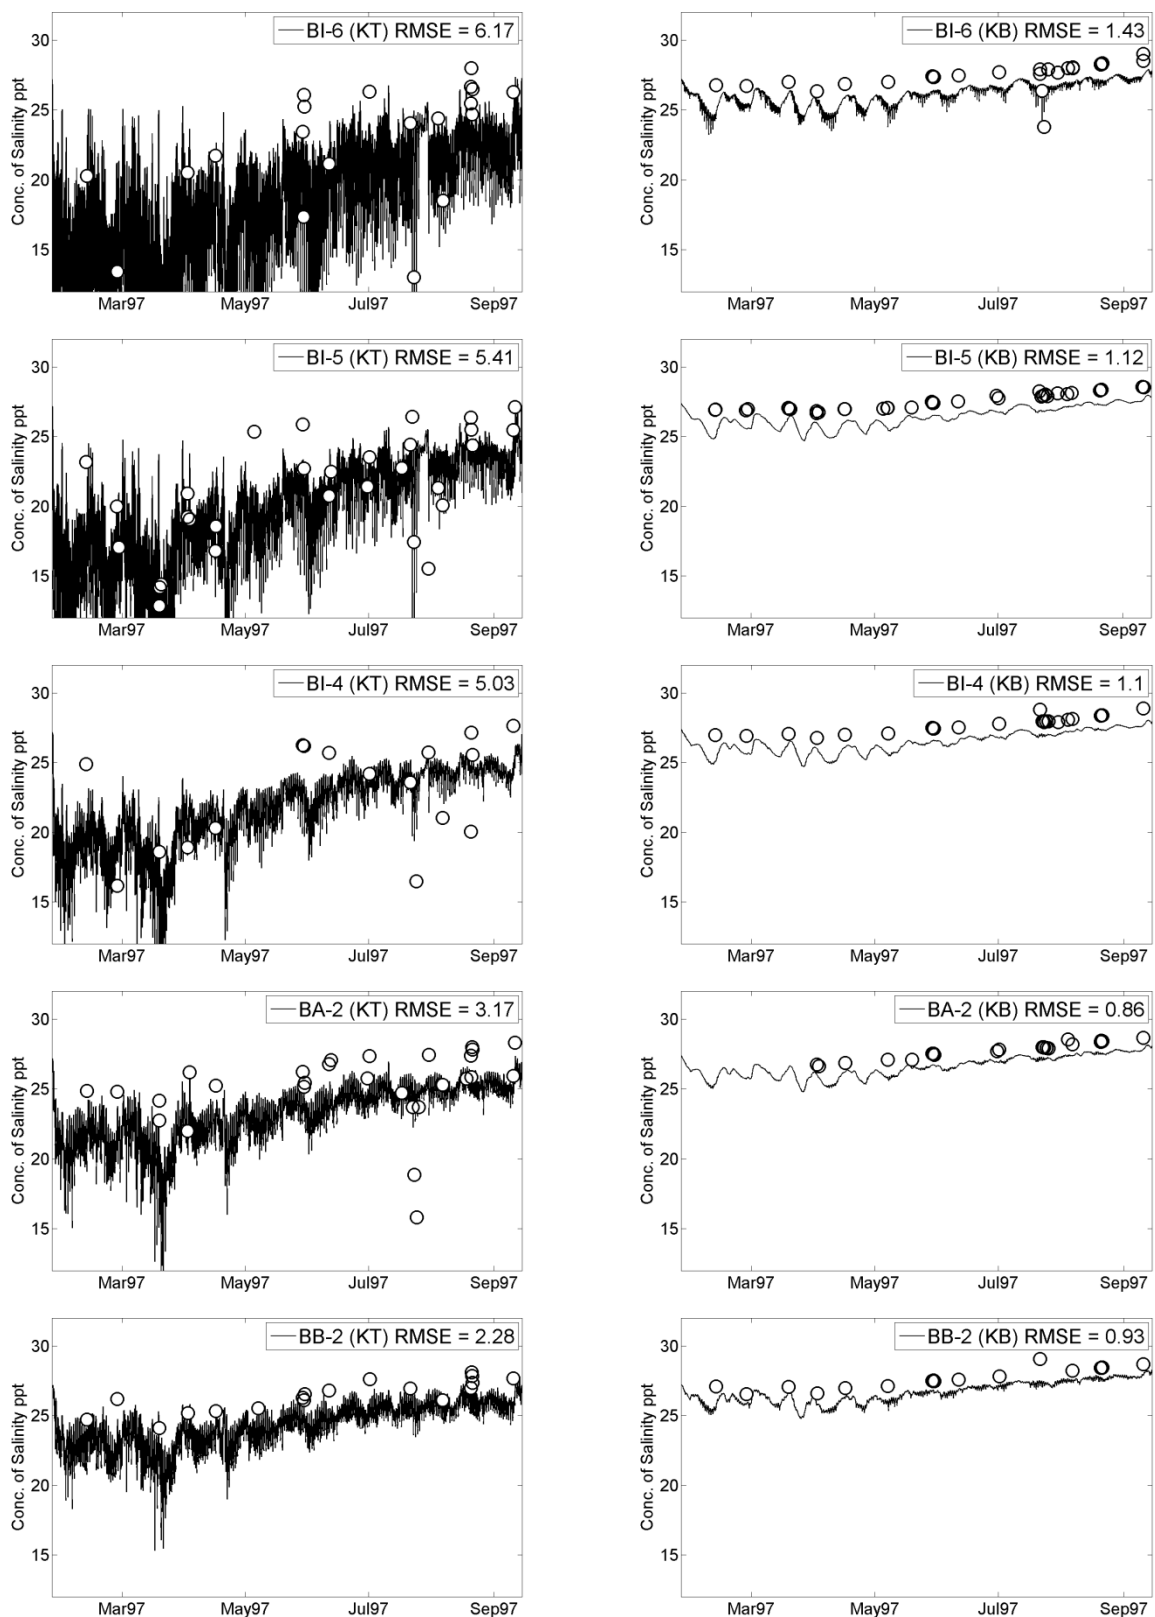 BI-6 (KT) RMSE = 6.17
Conc. of Salinity ppt
30
25
20
15
Mar97 May97 Jul97 Sep97
BI-6 (KB) RMSE = 1.43
Conc. of Salinity ppt
30
25
20
15
Mar97 May97 Jul97 Sep97
BI-5 (KT) RMSE = 5.41
Conc. of Salinity ppt
30
25
20
15
Mar97 May97 Jul97 Sep97
BI-5 (KB) RMSE = 1.12
Conc. of Salinity ppt
30
25
20
15
Mar97 May97 Jul97 Sep97
BI-4 (KT) RMSE = 5.03
Conc. of Salinity ppt
30
25
20
15
Mar97 May97 Jul97 Sep97
BI-4 (KB) RMSE = 1.1
Conc. of Salinity ppt
30
25
20
15
Mar97 May97 Jul97 Sep97
BA-2 (KT) RMSE = 3.17
Conc. of Salinity ppt
30
25
20
15
Mar97 May97 Jul97 Sep97
BA-2 (KB) RMSE = 0.86
Conc. of Salinity ppt
30
25
20
15
Mar97 May97 Jul97 Sep97
BB-2 (KT) RMSE = 2.28
Conc. of Salinity ppt
30
25
20
15
Mar97 May97 Jul97 Sep97
BB-2 (KB) RMSE = 0.93
Conc. of Salinity ppt
30
25
20
15
Mar97 May97 Jul97 Sep97